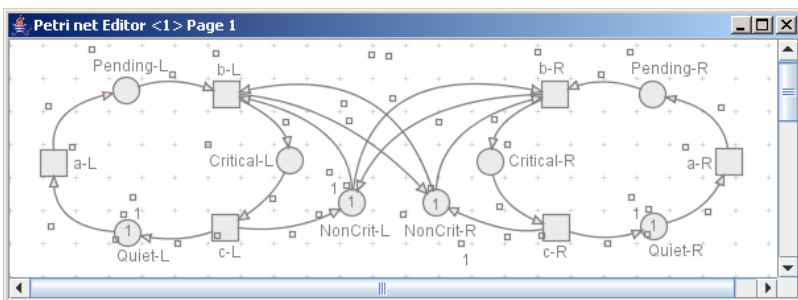 Petri net Editor <1> Page 1
Pending-L
b-L
b-R
Pending-R
a-L
Critical-L
Critical-R
a-R
1
1
1
1
1
1
1
1
NonCrit-L
NonCrit-R
Quiet-L
c-L
c-R
Quiet-R
1